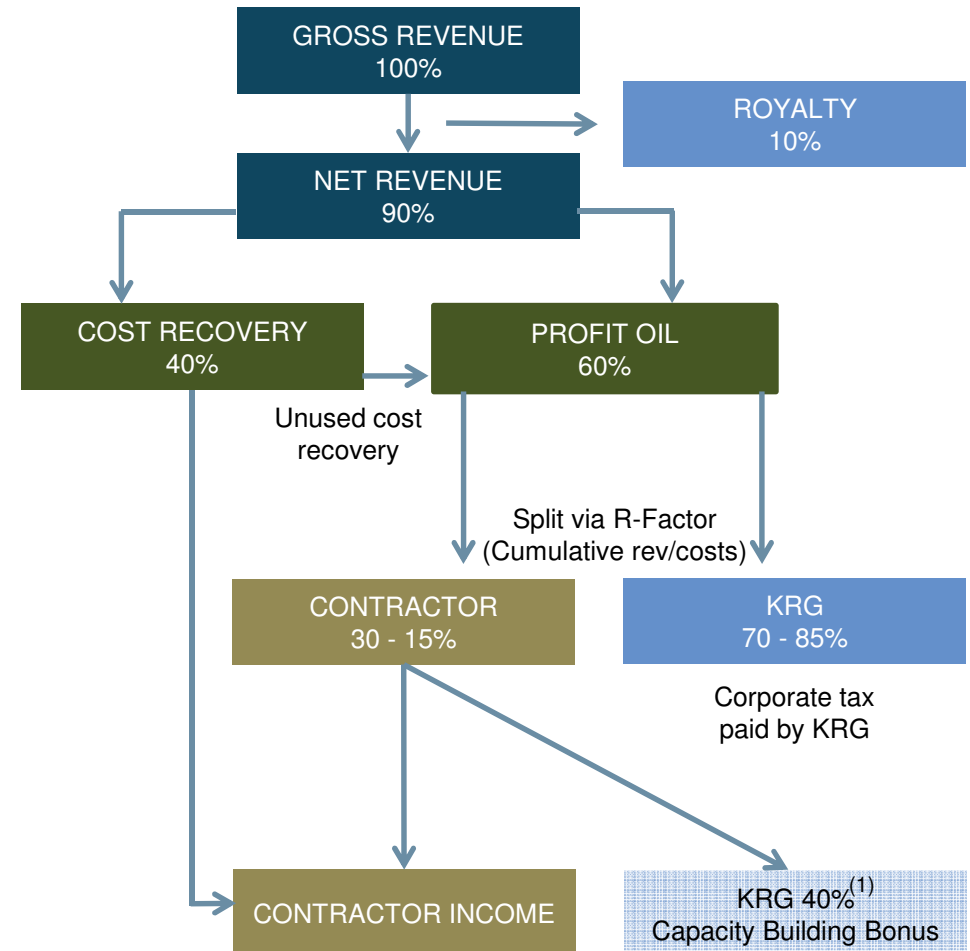 GROSS REVENUE
100%
ROYALTY
10%
NET REVENUE
90%
COST RECOVERY
40%
PROFIT OIL
60%
Unused cost
recovery
Split via R-Factor
(Cumulative rev/costs)
CONTRACTOR
30 - 15%
KRG
70 - 85%
Corporate tax
paid by KRG
CONTRACTOR INCOME
KRG 40%(1)
Capacity Building Bonus